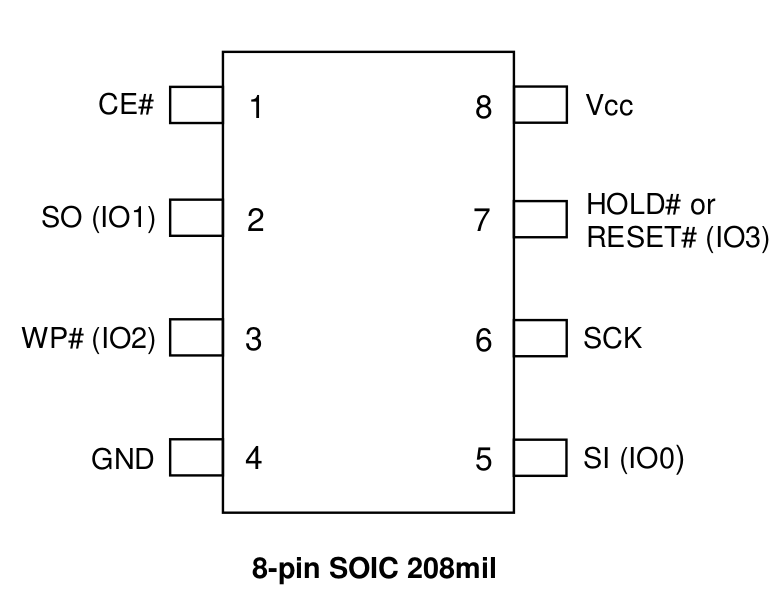 CE# 1 8 Vcc
SO (IO1) 2 7 HOLD# or
RESET# (IO3)
WP# (IO2) 3 6 SCK
GND 4 5 SI (IO0)
8-pin SOIC 208mil